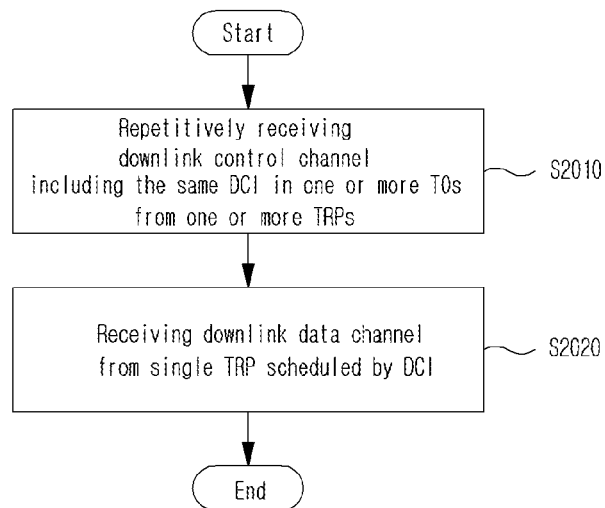 Start
Repetitively receiving
downlink control channel
including the same DCI in one or more TOs
from one or more TRPs
S2010
Receiving downlink data channel
from single TRP scheduled by DCI
S2020
End